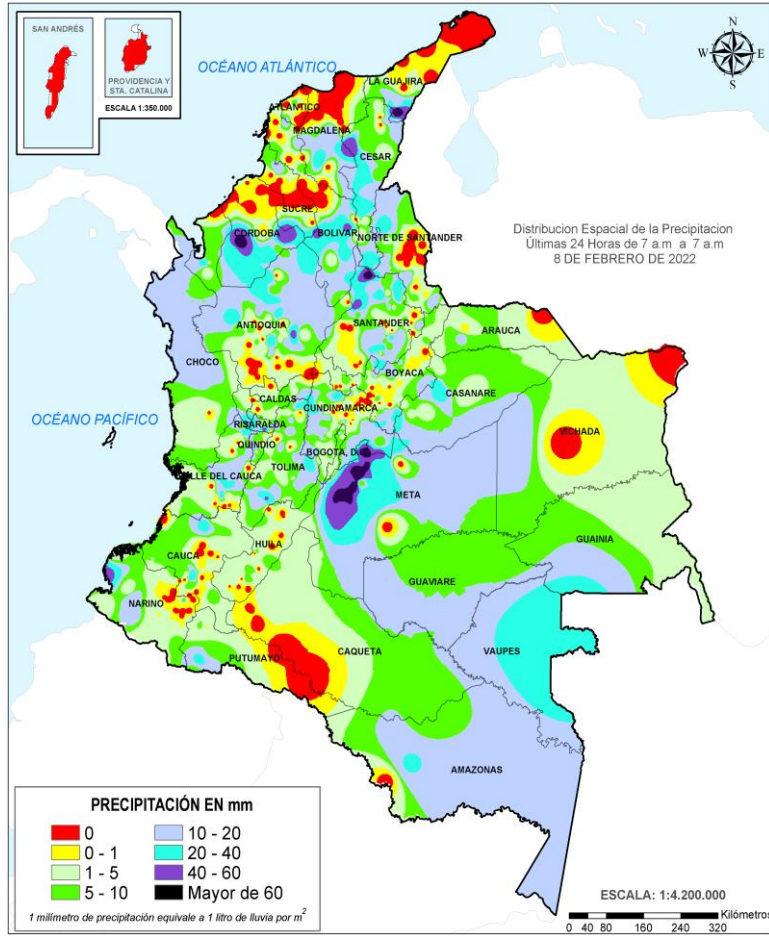 SAN ANDRÉS
PROVIDENCIA Y
STA. CATALINA
ESCALA 1:350.000
OCÉANO ATLÁNTICO
N
W
E
S
LA GUAJIRA
ATLÁNTICO
MAGDALENA
CESAR
SUCRE
CORDOBA
BOLIVAR
NORTE DE SANTANDER
Distribucion Espacial de la Precipitacion
Últimas 24 Horas de 7 a.m a 7 a.m
8 DE FEBRERO DE 2022
ANTIOQUIA
SANTANDER
ARAUCA
CHOCO
BOYACA
CASANARE
CALDAS
CUNDINAMARCA
OCÉANO PACÍFICO
RISARALDA
VICHADA
QUINDIO
BOGOTA, D.
TOLIMA
VALLE DEL CAUCA
META
HUILA
GUAINIA
CAUCA
GUAVIARE
NARINO
CAQUETA
VAUPES
PUTUMAYO
AMAZONAS
PRECIPITACIÓN EN mm
0
0 - 1
1 - 5
5 - 10
10 - 20
20 - 40
40 - 60
Mayor de 60
1 milímetro de precipitación equivale a 1 litro de lluvia por m2
ESCALA: 1:4.200.000
Kilómetros
0 40 80 160 240 320